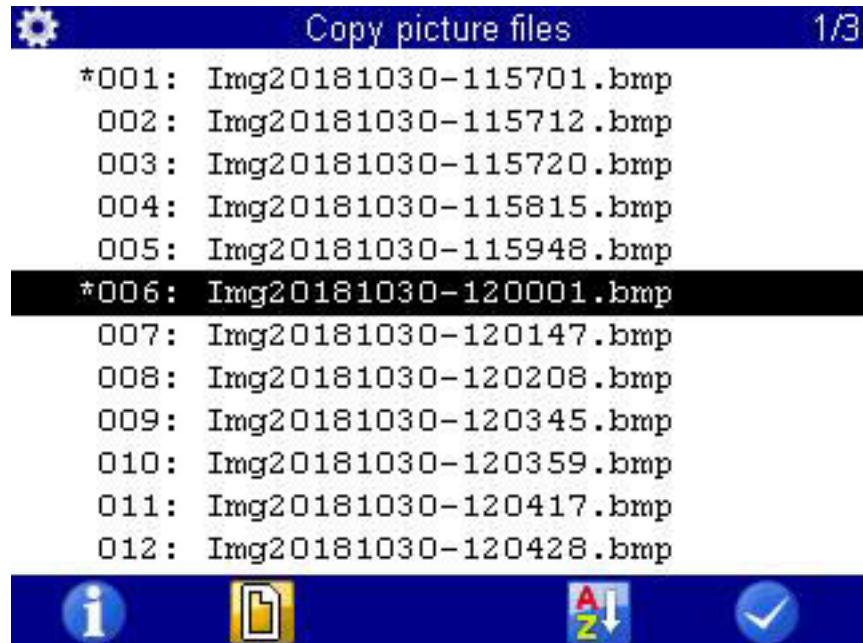 Copy picture files 1/3
*001: Img20181030-115701.bmp
002: Img20181030-115712.bmp
003: Img20181030-115720.bmp
004: Img20181030-115815.bmp
005: Img20181030-115948.bmp
*006: Img20181030-120001.bmp
007: Img20181030-120147.bmp
008: Img20181030-120208.bmp
009: Img20181030-120345.bmp
010: Img20181030-120359.bmp
011: Img20181030-120417.bmp
012: Img20181030-120428.bmp
i A Z